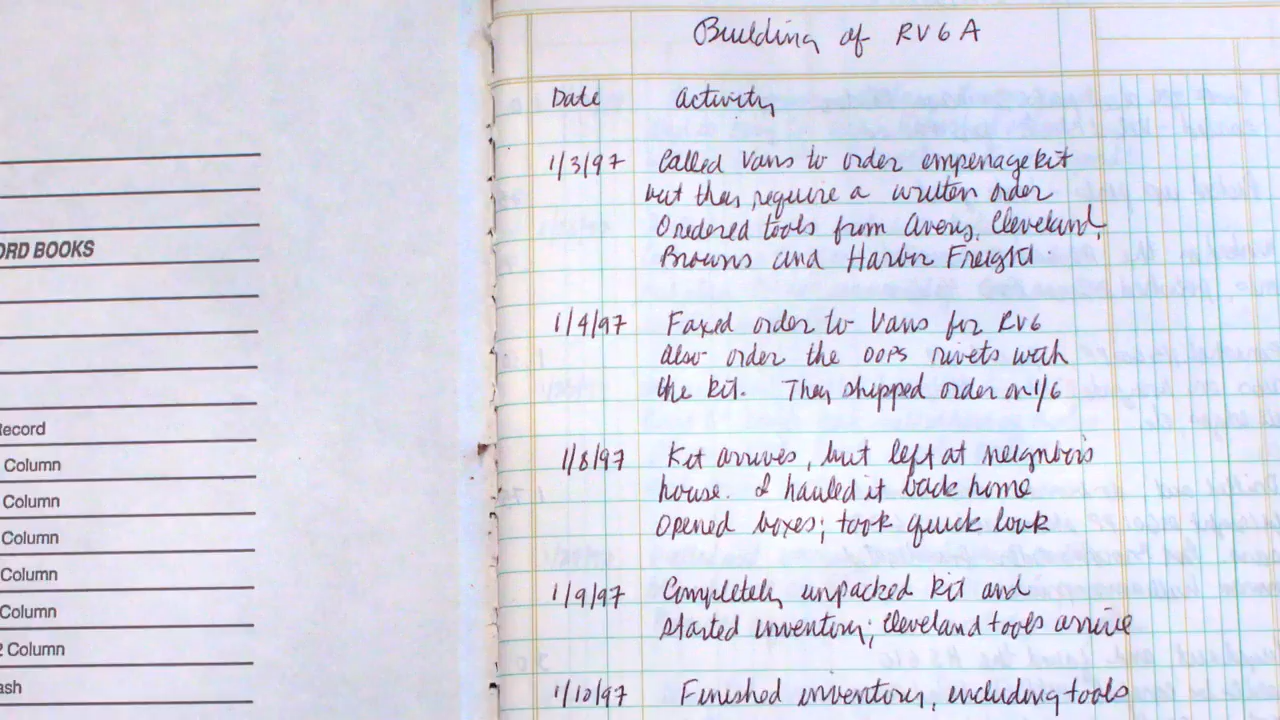 ORD BOOKS
Record
Column
Column
Column
Column
Column
2 Column
ash
Building of RV6A
Date Activity
1/3/97 Called Vans to order empenage kit
but they require a written order
Oredered tools from Averys, Cleveland,
Browns and Harbor Freight.
1/4/97 Faxed order to Vans for RV6
Also order the OOPS rivets with
the kit. They shipped order on 1/6
1/8/97 Kit arrives, but left at neighbors
house. I hauled it back home
Opened boxes; took quick look
1/9/97 Completely unpacked kit and
started inventory; Cleveland tools arrive
1/10/97 Finished inventory, including tools